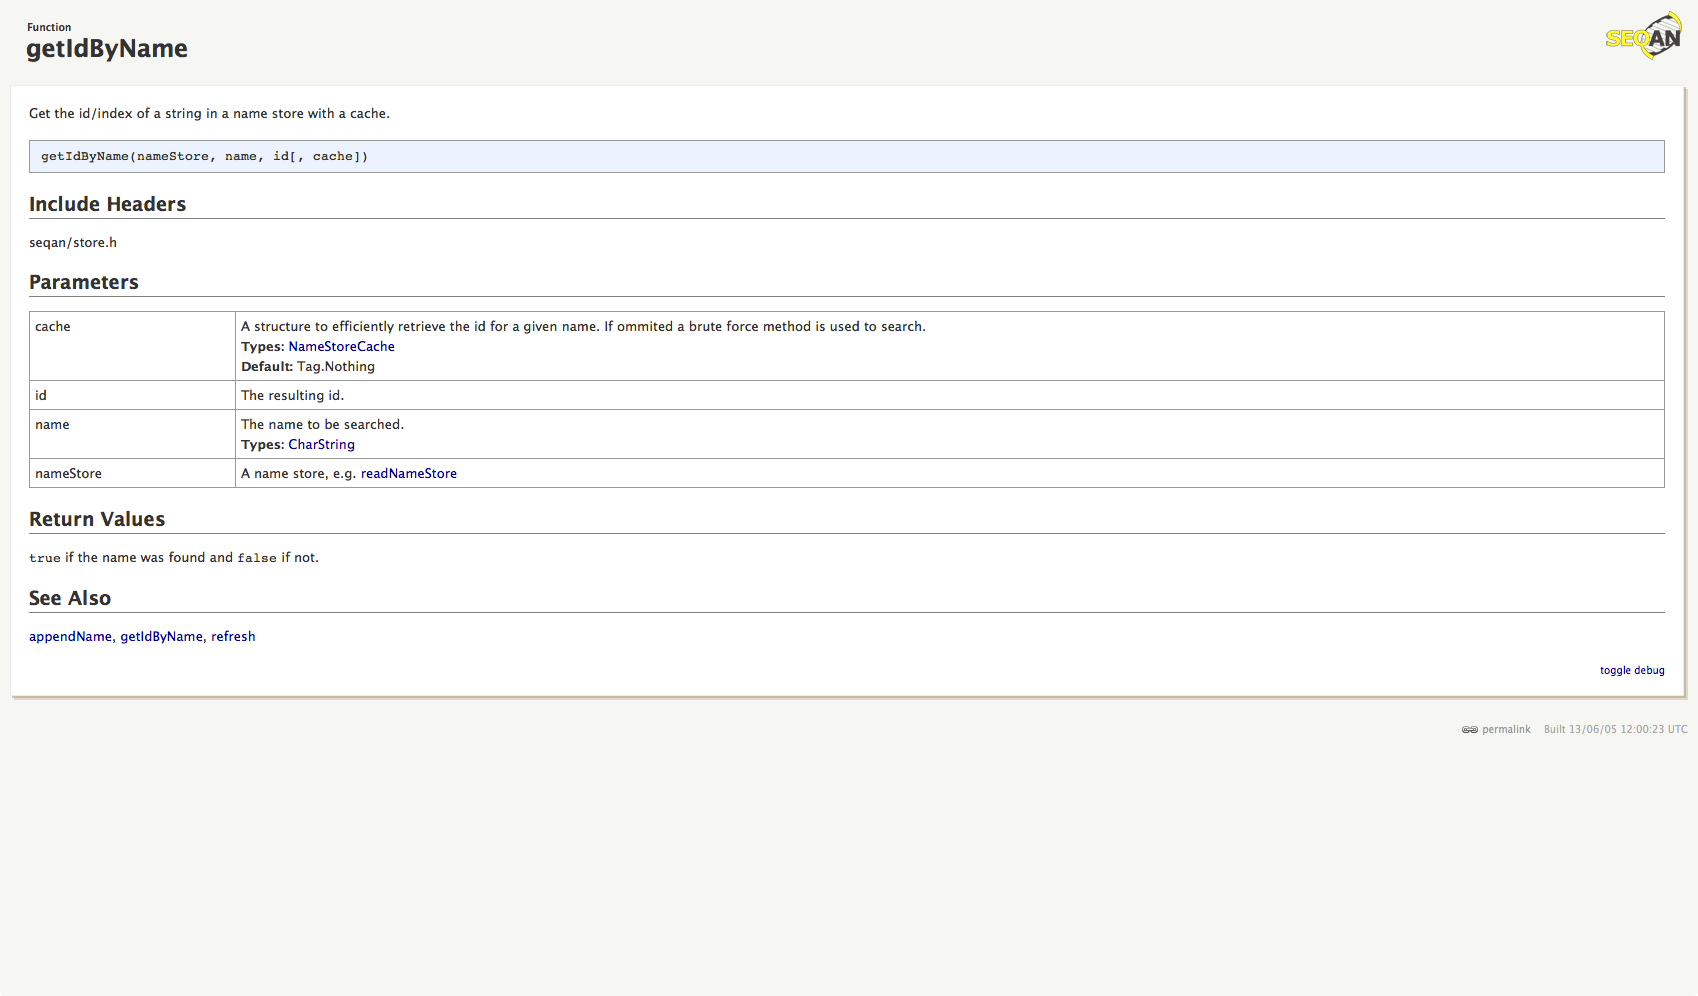 Function
getIdByName
SEQAN
Get the id/index of a string in a name store with a cache.
getIdByName(nameStore, name, id[, cache])
Include Headers
seqan/store.h
Parameters
cache
A structure to efficiently retrieve the id for a given name. If ommited a brute force method is used to search.
Types: NameStoreCache
Default: Tag.Nothing
id
The resulting id.
name
The name to be searched.
Types: CharString
nameStore
A name store, e.g. readNameStore
Return Values
true if the name was found and false if not.
See Also
appendName, getIdByName, refresh
toggle debug
permalink Built 13/06/05 12:00:23 UTC